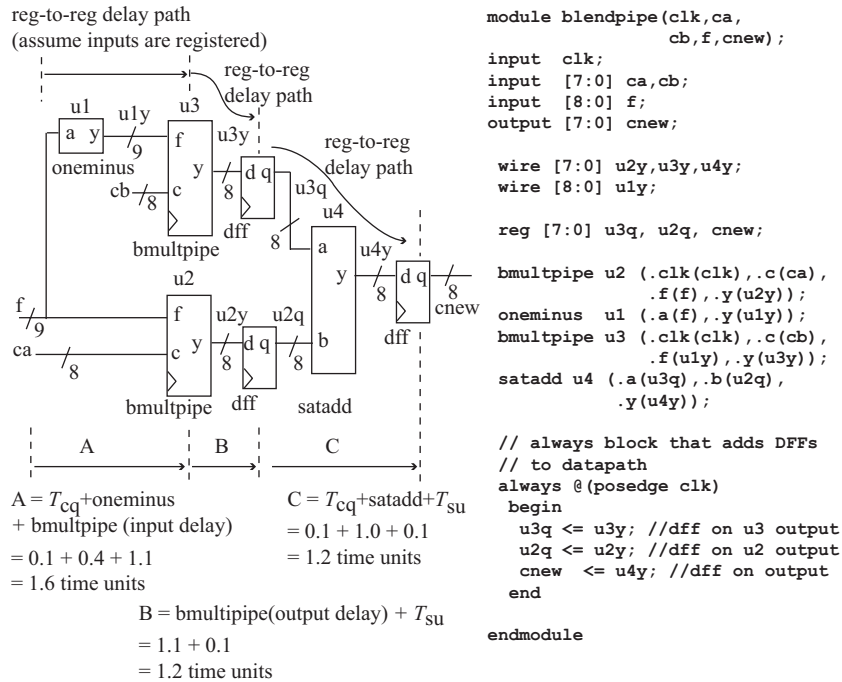 reg-to-reg delay path
(assume inputs are registered)
reg-to-reg
delay path
reg-to-reg
delay path
u1
u1y
u3
a y
9
f
u3y
oneminus
y
d q
u3q
cb
8
c
8
u4
dff
8
bmultpipe
a
u4y
y
d q
u2
8
8
cnew
f
9
f
u2y
u2q
dff
y
d q
b
ca
8
c
8
8
bmultpipe
dff
satadd
A
B
C
A = Tcq+oneminus
+ bmultpipe (input delay)
= 0.1 + 0.4 + 1.1
= 1.6 time units
C = Tcq+satadd+Tsu
= 0.1 + 1.0 + 0.1
= 1.2 time units
B = bmultipipe(output delay) + Tsu
= 1.1 + 0.1
= 1.2 time units
module blendpipe(clk,ca,
cb,f,cnew);
input clk;
input [7:0] ca,cb;
input [8:0] f;
output [7:0] cnew;
wire [7:0] u2y,u3y,u4y;
wire [8:0] u1y;
reg [7:0] u3q, u2q, cnew;
bmultpipe u2 (.clk(clk),.c(ca),
.f(f),.y(u2y));
oneminus u1 (.a(f),.y(u1y));
bmultpipe u3 (.clk(clk),.c(cb),
.f(u1y),.y(u3y));
satadd u4 (.a(u3q),.b(u2q),
.y(u4y));
// always block that adds DFFs
// to datapath
always @(posedge clk)
begin
u3q <= u3y; //dff on u3 output
u2q <= u2y; //dff on u2 output
cnew <= u4y; //dff on output
end
endmodule